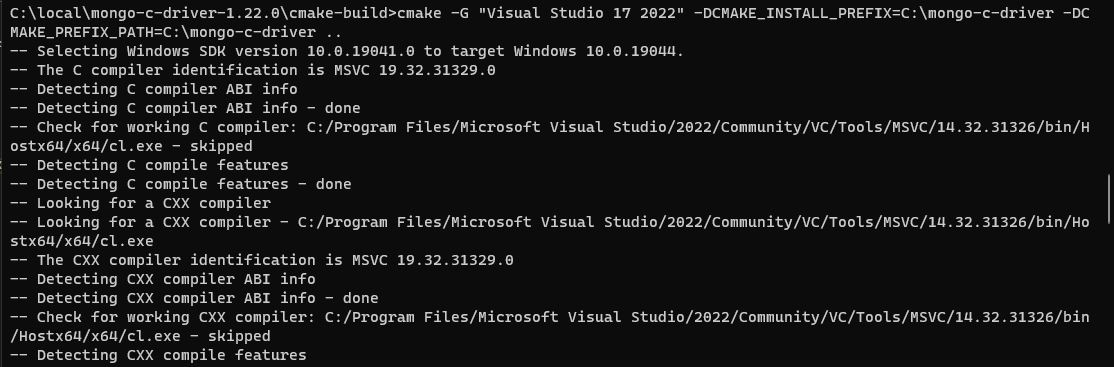 C:\local\mongo-c-driver-1.22.0\cmake-build>cmake -G "Visual Studio 17 2022" -DCMAKE_INSTALL_PREFIX=C:\mongo-c-driver -DC
MAKE_PREFIX_PATH=C:\mongo-c-driver ..
-- Selecting Windows SDK version 10.0.19041.0 to target Windows 10.0.19044.
-- The C compiler identification is MSVC 19.32.31329.0
-- Detecting C compiler ABI info
-- Detecting C compiler ABI info - done
-- Check for working C compiler: C:/Program Files/Microsoft Visual Studio/2022/Community/VC/Tools/MSVC/14.32.31326/bin/H
ostx64/x64/cl.exe - skipped
-- Detecting C compile features
-- Detecting C compile features - done
-- Looking for a CXX compiler
-- Looking for a CXX compiler - C:/Program Files/Microsoft Visual Studio/2022/Community/VC/Tools/MSVC/14.32.31326/bin/Ho
stx64/x64/cl.exe
-- The CXX compiler identification is MSVC 19.32.31329.0
-- Detecting CXX compiler ABI info
-- Detecting CXX compiler ABI info - done
-- Check for working CXX compiler: C:/Program Files/Microsoft Visual Studio/2022/Community/VC/Tools/MSVC/14.32.31326/bin
/Hostx64/x64/cl.exe - skipped
-- Detecting CXX compile features